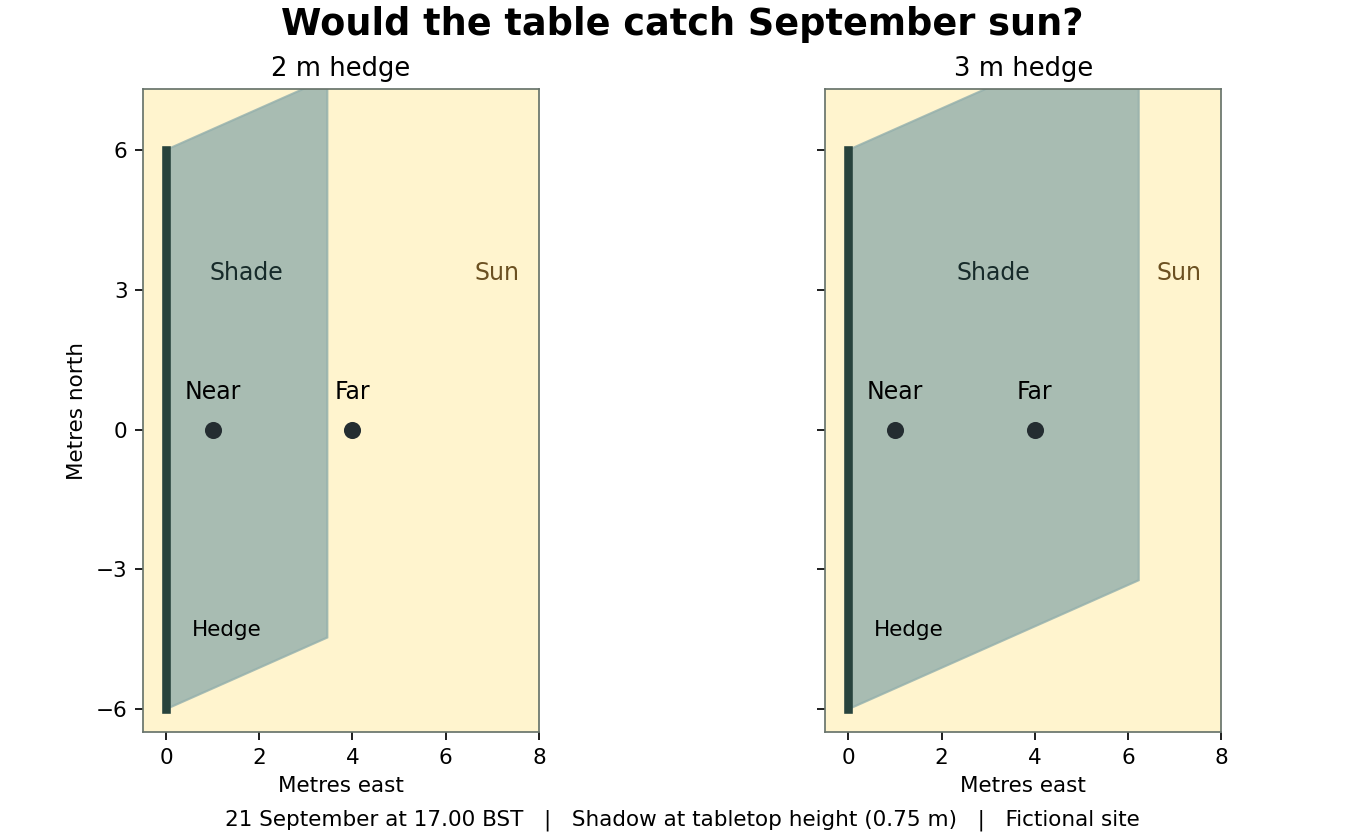 Would the table catch September sun?
2 m hedge
3 m hedge
Metres north
6
3
0
−3
−6
Shade
Sun
Near
Far
Hedge
0 2 4 6 8
Metres east
Shade
Sun
Near
Far
Hedge
0 2 4 6 8
Metres east
21 September at 17.00 BST | Shadow at tabletop height (0.75 m) | Fictional site